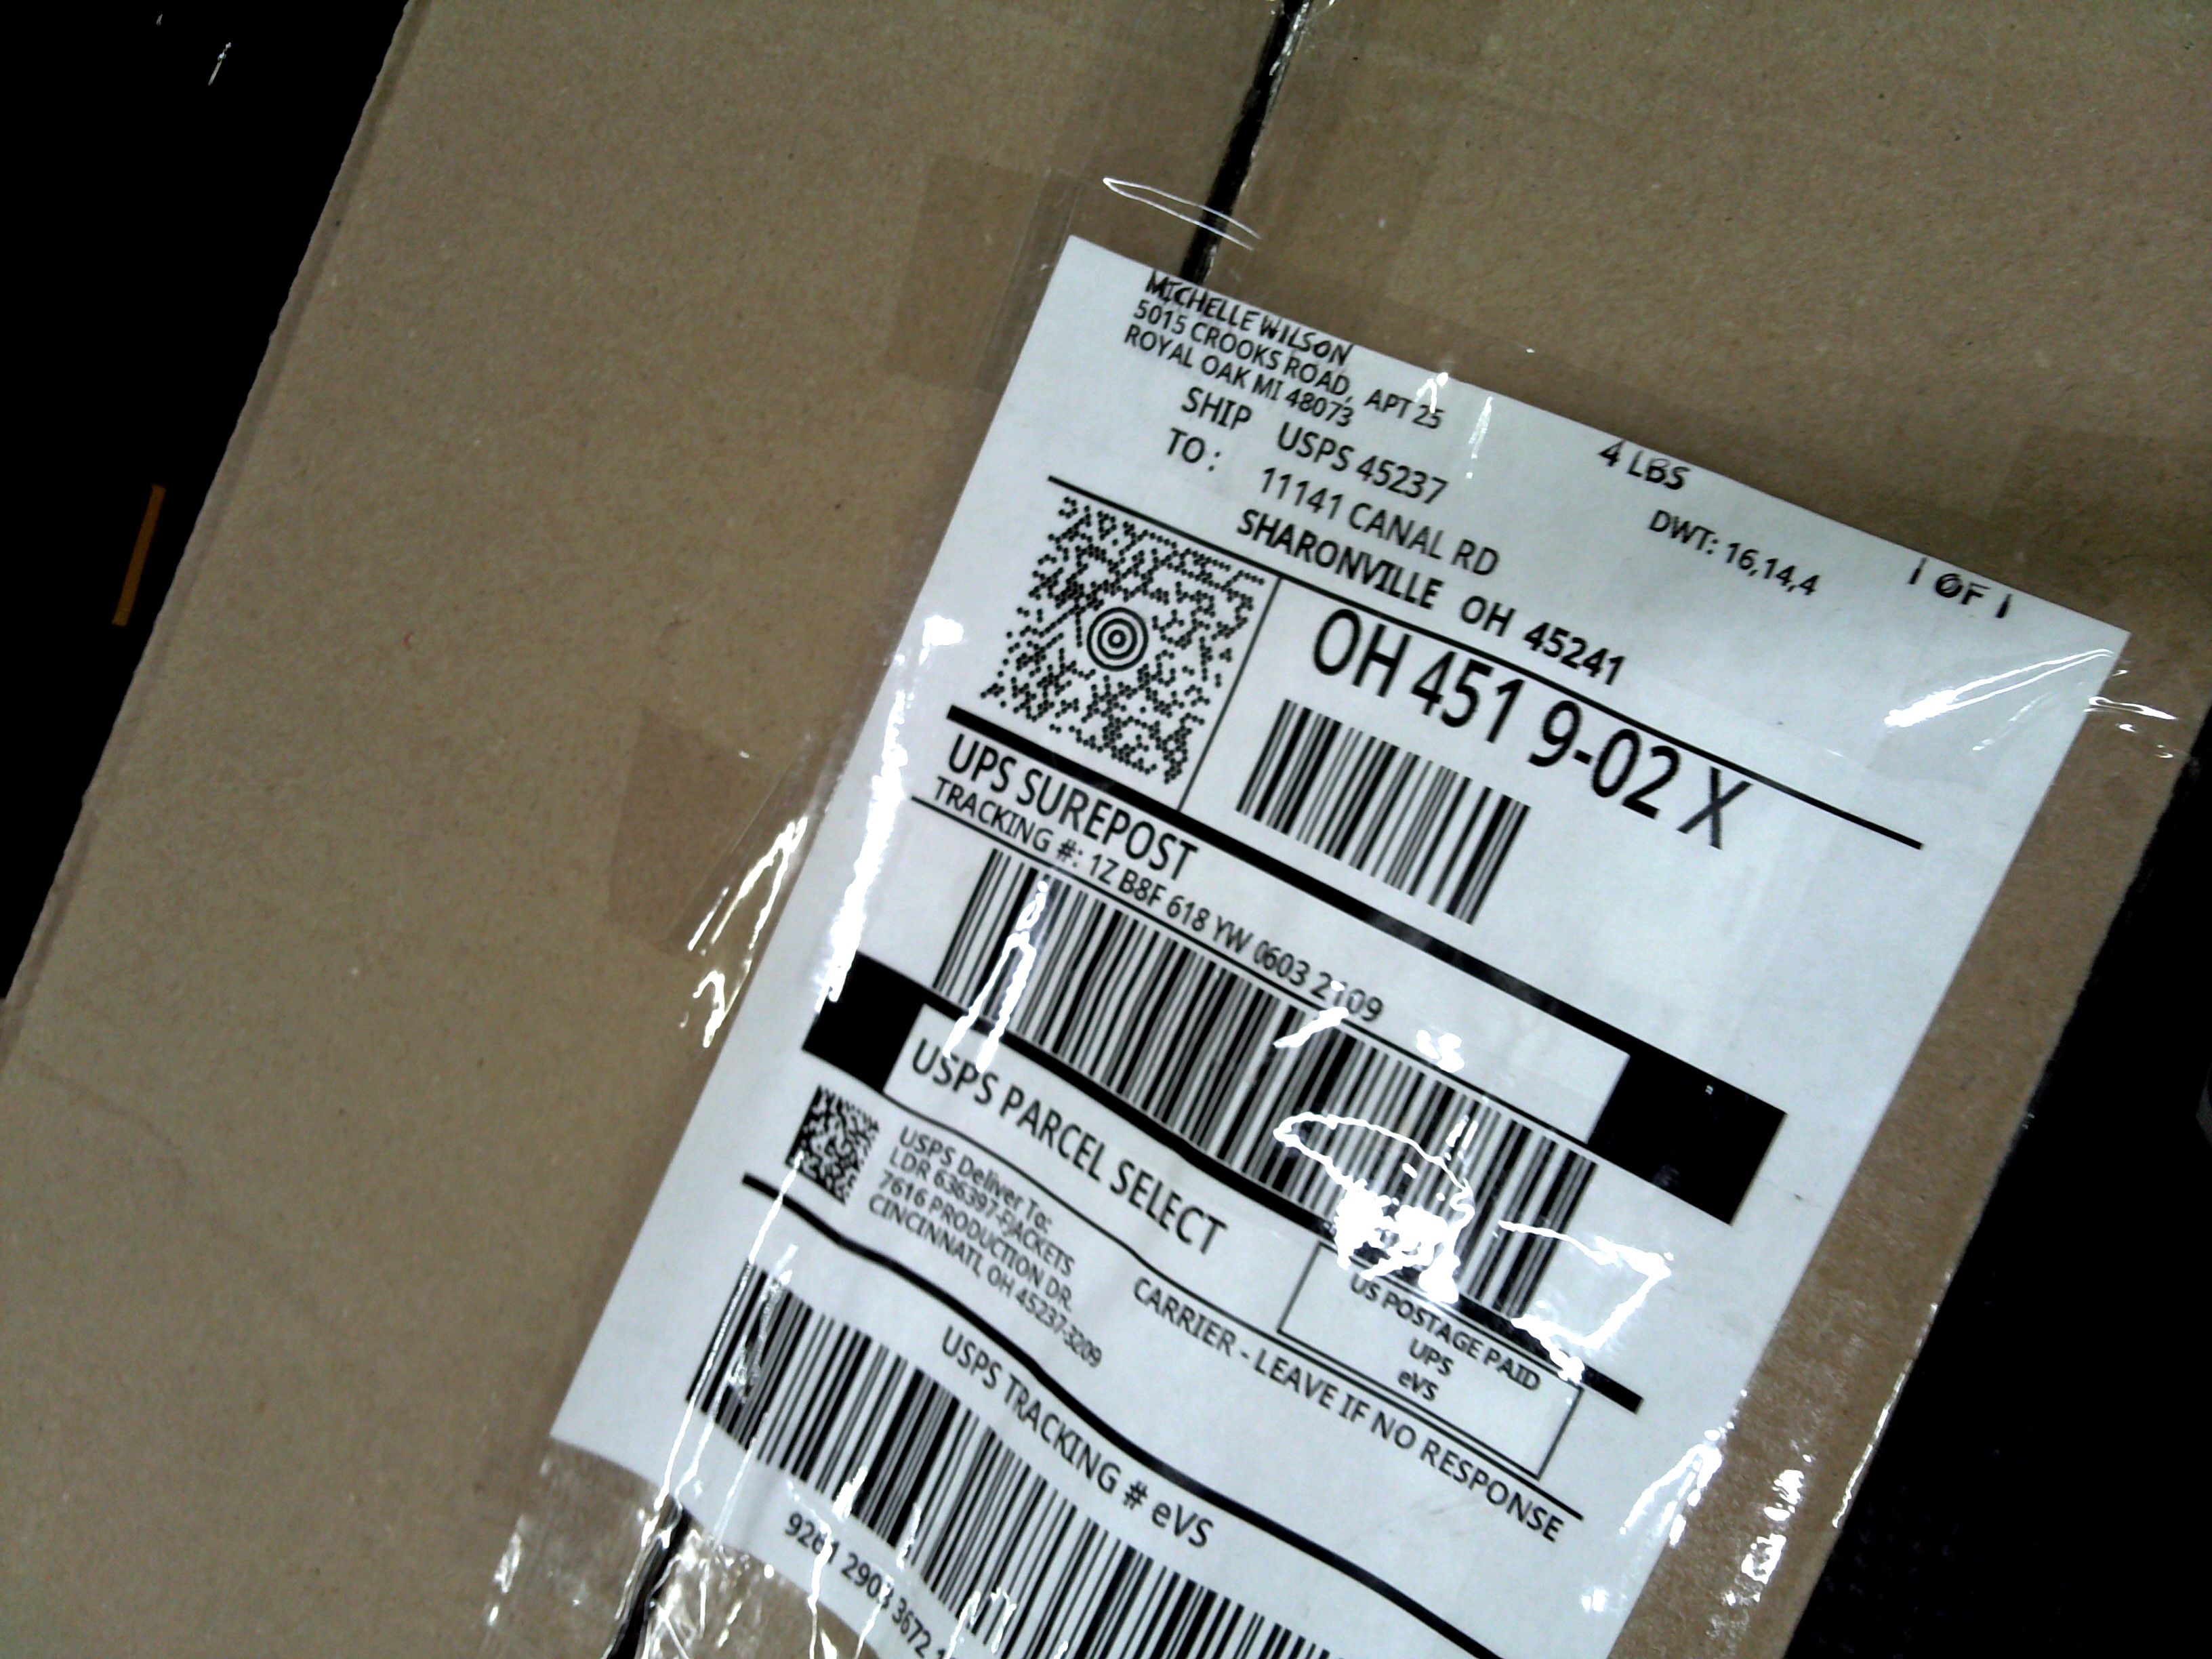 MICHELLE WILSON
5015 CROOKS ROAD, APT 25
ROYAL OAK MI 48073
4 LBS
1 OF 1
DWT: 16,14,4
SHIP TO: USPS 45237
11141 CANAL RD
SHARONVILLE OH 45241
OH 451 9-02 X
UPS SUREPOST
TRACKING #: 1Z B8F 618 YW 0603 2109
USPS PARCEL SELECT
USPS Deliver To:
LDR 636397-FJACKETS
7616 PRODUCTION DR.
CINCINNATI, OH 45237-3209
US POSTAGE PAID
UPS
eVS
CARRIER - LEAVE IF NO RESPONSE
USPS TRACKING # eVS
2903 3672